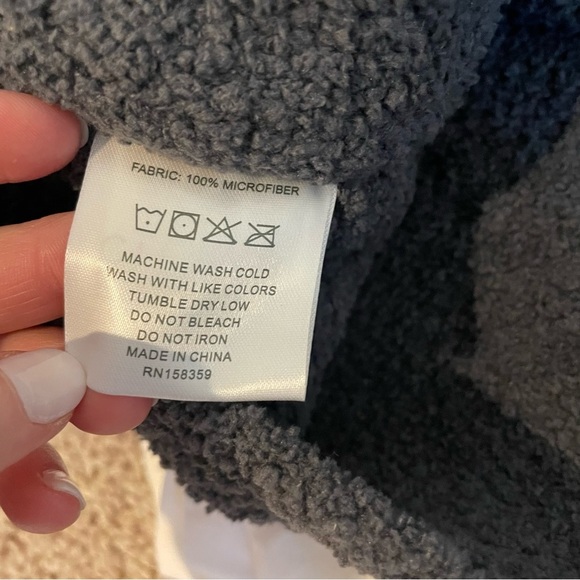 FABRIC: 100% MICROFIBER
MACHINE WASH COLD
WASH WITH LIKE COLORS
TUMBLE DRY LOW
DO NOT BLEACH
DO NOT IRON
MADE IN CHINA
RN158359